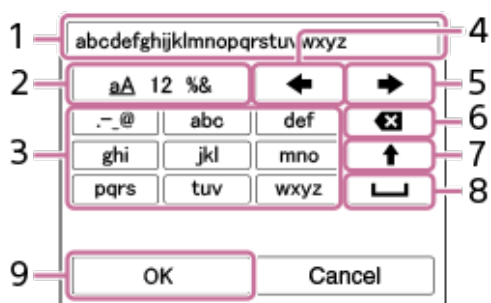 1 abcdefghijklmnopqrstuvwxyz 4
2 aA 12 %& 5
.-_@ abc def 6
3 ghi jkl mno 7
pqrs tuv wxyz 8
9 OK Cancel